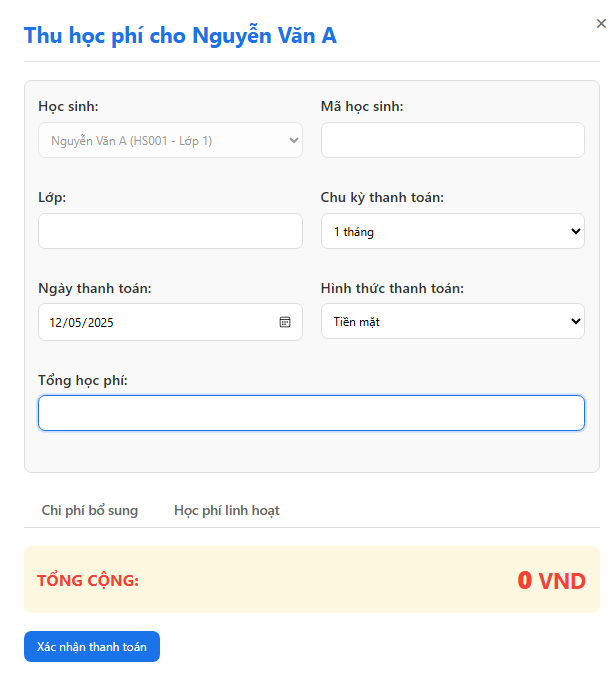 Thu học phí cho Nguyễn Văn A
×
Học sinh: Mã học sinh:
Nguyễn Văn A (HS001 - Lớp 1)
Lớp: Chu kỳ thanh toán:
1 tháng
Ngày thanh toán: Hình thức thanh toán:
12/05/2025 Tiền mặt
Tổng học phí:
Chi phí bổ sung Học phí linh hoạt
TỔNG CỘNG: 0 VND
Xác nhận thanh toán